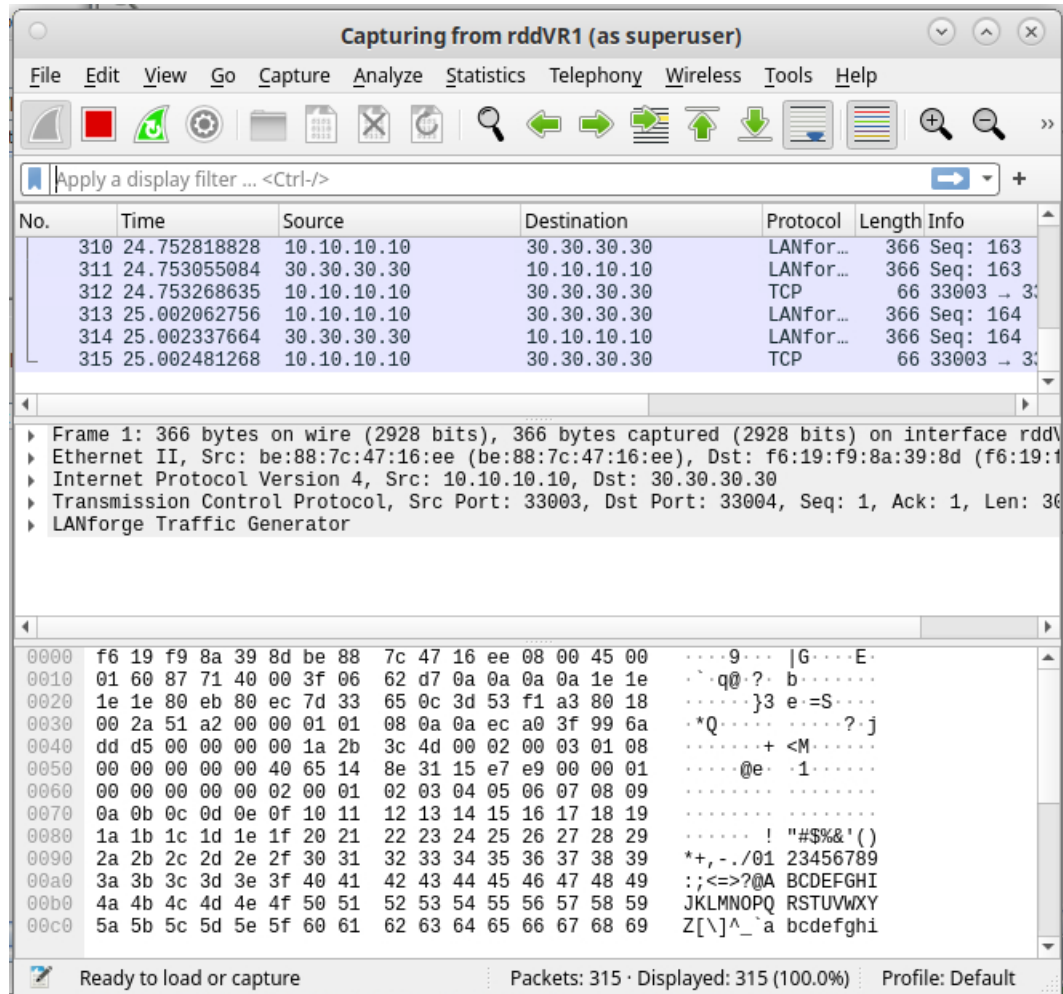 Capturing from rddVR1 (as superuser)
File Edit View Go Capture Analyze Statistics Telephony Wireless Tools Help
Apply a display filter ... <Ctrl-/>
No. Time Source Destination Protocol Length Info
310 24.752818828 10.10.10.10 30.30.30.30 LANfor… 366 Seq: 163
311 24.753055084 30.30.30.30 10.10.10.10 LANfor… 366 Seq: 163
312 24.753268635 10.10.10.10 30.30.30.30 TCP 66 33003 → 33
313 25.002062756 10.10.10.10 30.30.30.30 LANfor… 366 Seq: 164
314 25.002337664 30.30.30.30 10.10.10.10 LANfor… 366 Seq: 164
315 25.002481268 10.10.10.10 30.30.30.30 TCP 66 33003 → 33
Frame 1: 366 bytes on wire (2928 bits), 366 bytes captured (2928 bits) on interface rddV
Ethernet II, Src: be:88:7c:47:16:ee (be:88:7c:47:16:ee), Dst: f6:19:f9:8a:39:8d (f6:19:f
Internet Protocol Version 4, Src: 10.10.10.10, Dst: 30.30.30.30
Transmission Control Protocol, Src Port: 33003, Dst Port: 33004, Seq: 1, Ack: 1, Len: 30
LANforge Traffic Generator
0000 f6 19 f9 8a 39 8d be 88 7c 47 16 ee 08 00 45 00 ····9··· |G····E·
0010 01 60 87 71 40 00 3f 06 62 d7 0a 0a 0a 0a 1e 1e ·`·q@·?· b·······
0020 1e 1e 80 eb 80 ec 7d 33 65 0c 3d 53 f1 a3 80 18 ······}3 e·=S····
0030 00 2a 51 a2 00 00 01 01 08 0a 0a ec a0 3f 99 6a ·*Q····· ·····?·j
0040 dd d5 00 00 00 00 1a 2b 3c 4d 00 02 00 03 01 08 ·······+ <M······
0050 00 00 00 00 00 40 65 14 8e 31 15 e7 e9 00 00 01 ·····@e· ·1······
0060 00 00 00 00 00 02 00 01 02 03 04 05 06 07 08 09 ········ ········
0070 0a 0b 0c 0d 0e 0f 10 11 12 13 14 15 16 17 18 19 ········ ········
0080 1a 1b 1c 1d 1e 1f 20 21 22 23 24 25 26 27 28 29 ······ ! "#$%&'()
0090 2a 2b 2c 2d 2e 2f 30 31 32 33 34 35 36 37 38 39 *+,-./01 23456789
00a0 3a 3b 3c 3d 3e 3f 40 41 42 43 44 45 46 47 48 49 :;<=>?@A BCDEFGHI
00b0 4a 4b 4c 4d 4e 4f 50 51 52 53 54 55 56 57 58 59 JKLMNOPQ RSTUVWXY
00c0 5a 5b 5c 5d 5e 5f 60 61 62 63 64 65 66 67 68 69 Z[\]^_`a bcdefghi
Ready to load or capture Packets: 315 · Displayed: 315 (100.0%) Profile: Default